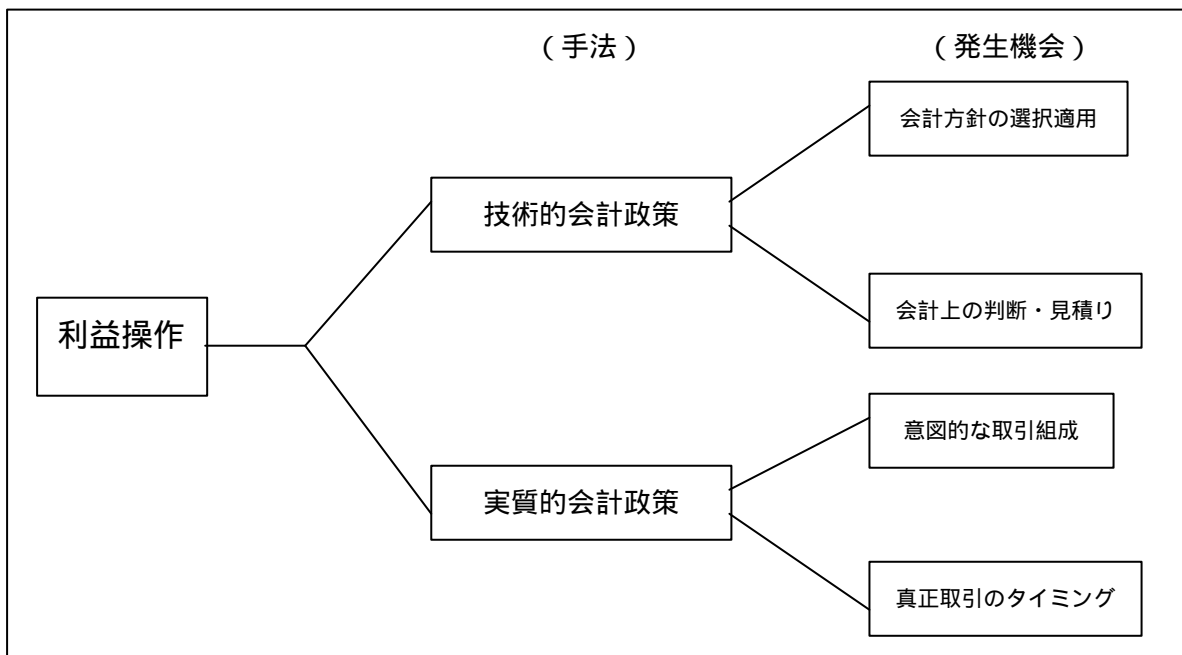 （手法）
（発生機会）
会計方針の選択適用
技術的会計政策
会計上の判断・見積り
利益操作
意図的な取引組成
実質的会計政策
真正取引のタイミング